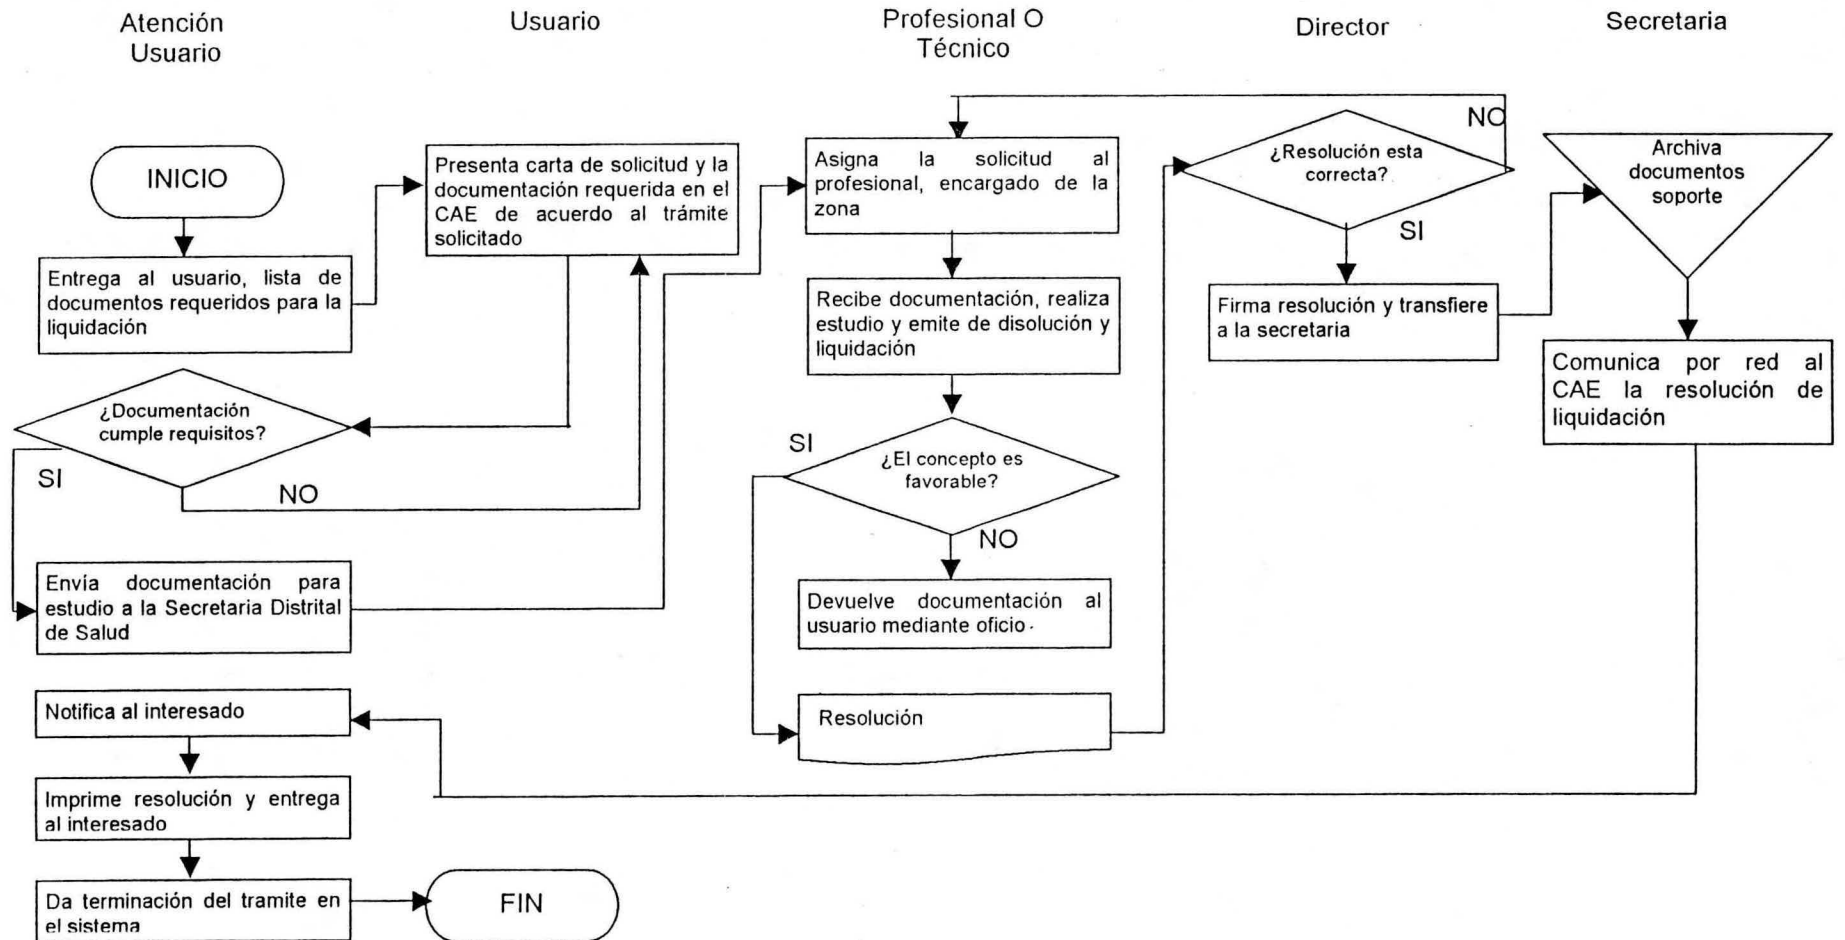 Atención
Usuario
Usuario
Profesional O
Técnico
Director
Secretaria
INICIO
Entrega al usuario, lista de
documentos requeridos para la
liquidación
¿Documentación
cumple requisitos?
SI
NO
Envía documentación para
estudio a la Secretaria Distrital
de Salud
Notifica al interesado
Imprime resolución y entrega
al interesado
Da terminación del tramite en
el sistema
FIN
Presenta carta de solicitud y la
documentación requerida en el
CAE de acuerdo al trámite
solicitado
Asigna la solicitud al
profesional, encargado de la
zona
Recibe documentación, realiza
estudio y emite de disolución y
liquidación
¿El concepto es
favorable?
SI
NO
Devuelve documentación al
usuario mediante oficio.
Resolución
¿Resolución esta
correcta?
NO
SI
Firma resolución y transfiere
a la secretaria
Archiva
documentos
soporte
Comunica por red al
CAE la resolución de
liquidación